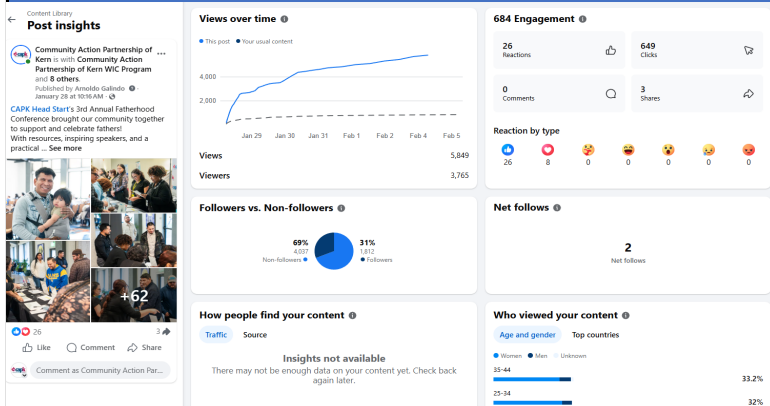 Content Library
Post insights
Community Action Partnership of
Kern is with Community Action
Partnership of Kern WIC Program
and 8 others.
Published by Arnoldo Galindo
January 28 at 10:16 AM ·
CAPK Head Start's 3rd Annual Fatherhood
Conference brought our community together
to support and celebrate fathers!
With resources, inspiring speakers, and a
practical ... See more
+62
26
3
Like Comment Share
Comment as Community Action Par...
Views over time
This post Your usual content
4,000
2,000
Jan 29 Jan 30 Jan 31 Feb 1 Feb 2 Feb 4 Feb 5
Views 5,849
Viewers 3,765
684 Engagement
26
Reactions
649
Clicks
0
Comments
3
Shares
Reaction by type
26 8 0 0 0 0 0
Followers vs. Non-followers
69%
4,037
Non-followers
31%
1,812
Followers
Net follows
2
Net follows
How people find your content
Traffic Source
Insights not available
There may not be enough data on your content yet. Check back
again later.
Who viewed your content
Age and gender Top countries
Women Men Unknown
35-44
33.2%
25-34
32%